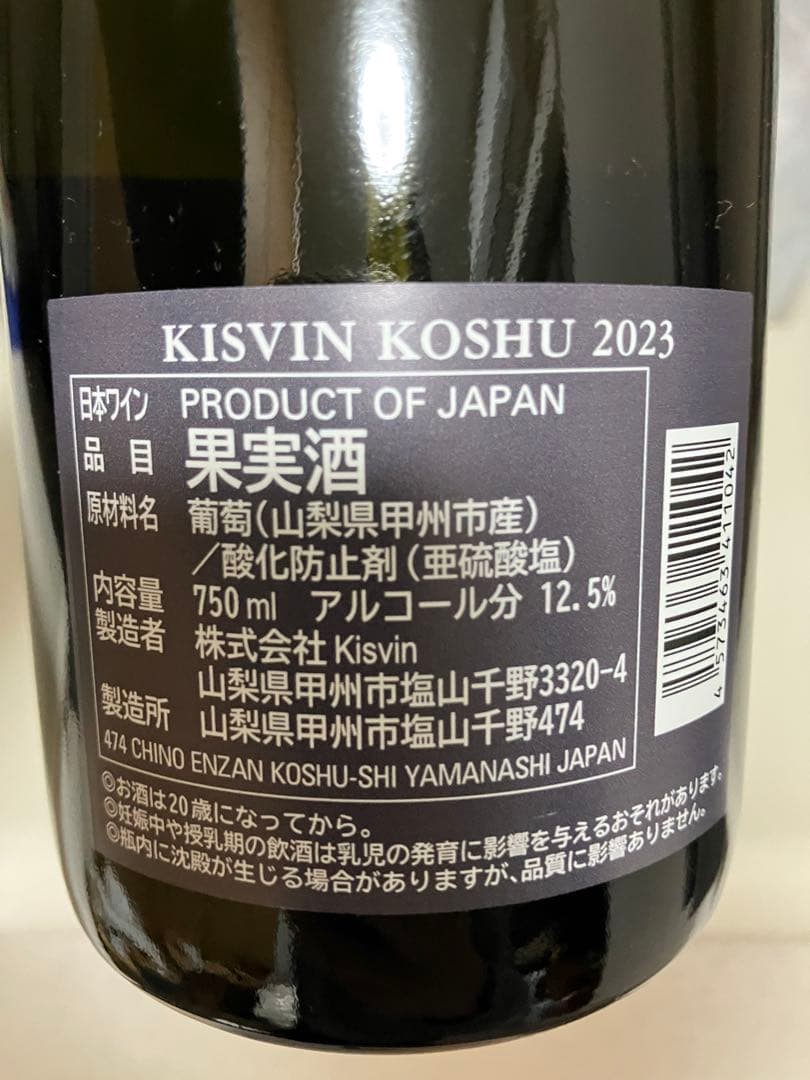 KISVIN KOSHU 2023
日本ワイン PRODUCT OF JAPAN
品目 果実酒
原材料名 葡萄(山梨県甲州市産)
/酸化防止剤(亜硫酸塩)
内容量 750ml アルコール分 12.5%
製造者 株式会社Kisvin
山梨県甲州市塩山千野3320-4
製造所 山梨県甲州市塩山千野474
474 CHINO ENZAN KOSHU-SHI YAMANASHI JAPAN
◎お酒は20歳になってから。
◎妊娠中や授乳期の飲酒は乳児の発育に影響を与えるおそれがあります。
◎瓶内に沈殿が生じる場合がありますが、品質に影響ありません。
4573463411042